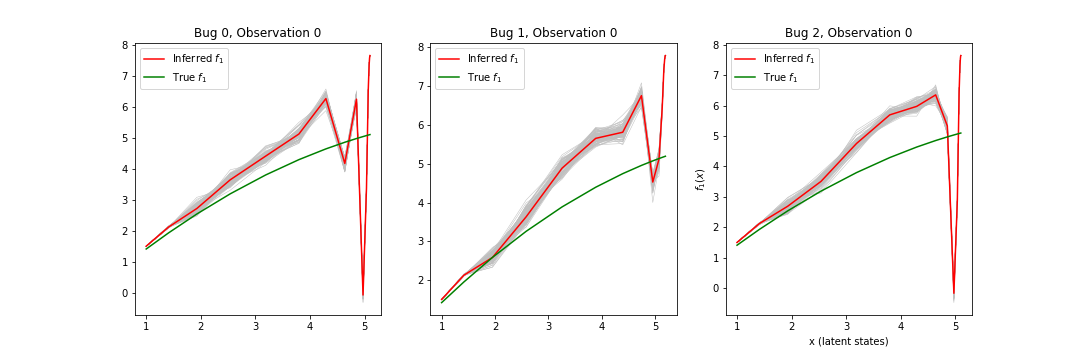 Bug 0, Observation 0
Inferred f₁
True f₁
8
7
6
5
4
3
2
1
0
1 2 3 4 5
Bug 1, Observation 0
Inferred f₁
True f₁
8
7
6
5
4
3
2
1 2 3 4 5
Bug 2, Observation 0
Inferred f₁
True f₁
f₁(x)
8
7
6
5
4
3
2
1
0
1 2 3 4 5
x (latent states)